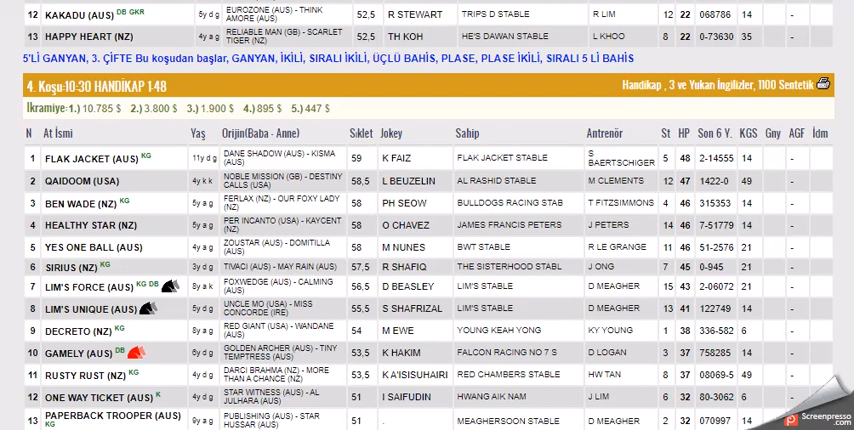 12 KAKADU (AUS) DB GKR 5y d g EUROZONE (AUS) - THINK AMORE (AUS) 52,5 R STEWART TRIPS D STABLE R LIM 12 22 068786 14 -
13 HAPPY HEART (NZ) 4y a g RELIABLE MAN (GB) - SCARLET TIGER (NZ) 52,5 TH KOH HE'S DAWAN STABLE L KHOO 8 22 0-73630 35 -
5'Lİ GANYAN, 3. ÇİFTE Bu koşudan başlar, GANYAN, İKİLİ, SIRALI İKİLİ, ÜÇLÜ BAHİS, PLASE, PLASE İKİLİ, SIRALI 5 Lİ BAHİS
4. Koşu:10:30 HANDİKAP 1-48 Handikap , 3 ve Yukarı İngilizler, 1100 Sentetik
İkramiye:1.) 10.785 $ 2.) 3.800 $ 3.) 1.900 $ 4.) 895 $ 5.) 447 $
N At İsmi Yaş Orijin(Baba - Anne) Sıklet Jokey Sahip Antrenör St HP Son 6 Y. KGS Gny AGF İdm
1 FLAK JACKET (AUS) KG 11y d g DANE SHADOW (AUS) - KISMA (AUS) 59 K FAIZ FLAK JACKET STABLE S BAERTSCHIGER 5 48 2-14555 14 -
2 QAIDOOM (USA) 4y k k NOBLE MISSION (GB) - DESTINY CALLS (USA) 58,5 L BEUZELIN AL RASHID STABLE M CLEMENTS 12 47 1422-0 49 -
3 BEN WADE (NZ) KG 5y a g FERLAX (NZ) - OUR FOXY LADY (NZ) 58 PH SEOW BULLDOGS RACING STAB T FITZSIMMONS 4 46 315353 14 -
4 HEALTHY STAR (NZ) 5y a g PER INCANTO (USA) - KAYCENT (NZ) 58 O CHAVEZ JAMES FRANCIS PETERS J PETERS 14 46 7-51779 14 -
5 YES ONE BALL (AUS) 5y a g ZOUSTAR (AUS) - DOMITILLA (AUS) 58 M NUNES BWT STABLE R LE GRANGE 11 46 51-2576 21 -
6 SIRIUS (NZ) KG 3y d g TIVACI (AUS) - MAY RAIN (AUS) 57,5 R SHAFIQ THE SISTERHOOD STABL J ONG 7 45 0-945 21 -
7 LIM'S FORCE (AUS) KG DB 8y a k FOXWEDGE (AUS) - CALMING (AUS) 56,5 D BEASLEY LIM'S STABLE D MEAGHER 15 43 2-06072 21 -
8 LIM'S UNIQUE (AUS) 5y d g UNCLE MO (USA) - MISS CONCORDE (IRE) 55,5 S SHAFRIZAL LIM'S STABLE D MEAGHER 13 41 122749 14 -
9 DECRETO (NZ) KG 8y a g RED GIANT (USA) - WANDANE (AUS) 54 M EWE YOUNG KEAH YONG KY YOUNG 1 38 336-582 6 -
10 GAMELY (AUS) DB 6y d g GOLDEN ARCHER (AUS) - TINY TEMPTRESS (AUS) 53,5 K HAKIM FALCON RACING NO 7 S D LOGAN 3 37 758285 14 -
11 RUSTY RUST (NZ) KG 4y d g DARCI BRAHMA (NZ) - MORE THAN A CHANCE (NZ) 53,5 K A'ISISUHAIRI RED CHAMBERS STABLE HW TAN 8 37 08069-5 49 -
12 ONE WAY TICKET (AUS) K 4y d g STAR WITNESS (AUS) - AL JULHARA (AUS) 51 I SAIFUDIN HWANG AIK NAM J LIM 6 32 80-3062 6 -
13 PAPERBACK TROOPER (AUS) KG 9y a g PUBLISHING (AUS) - STAR HUSSAR (AUS) 51 . MEAGHERSOON STABLE D MEAGHER 2 32 070997 14 -
Screenpresso
.com